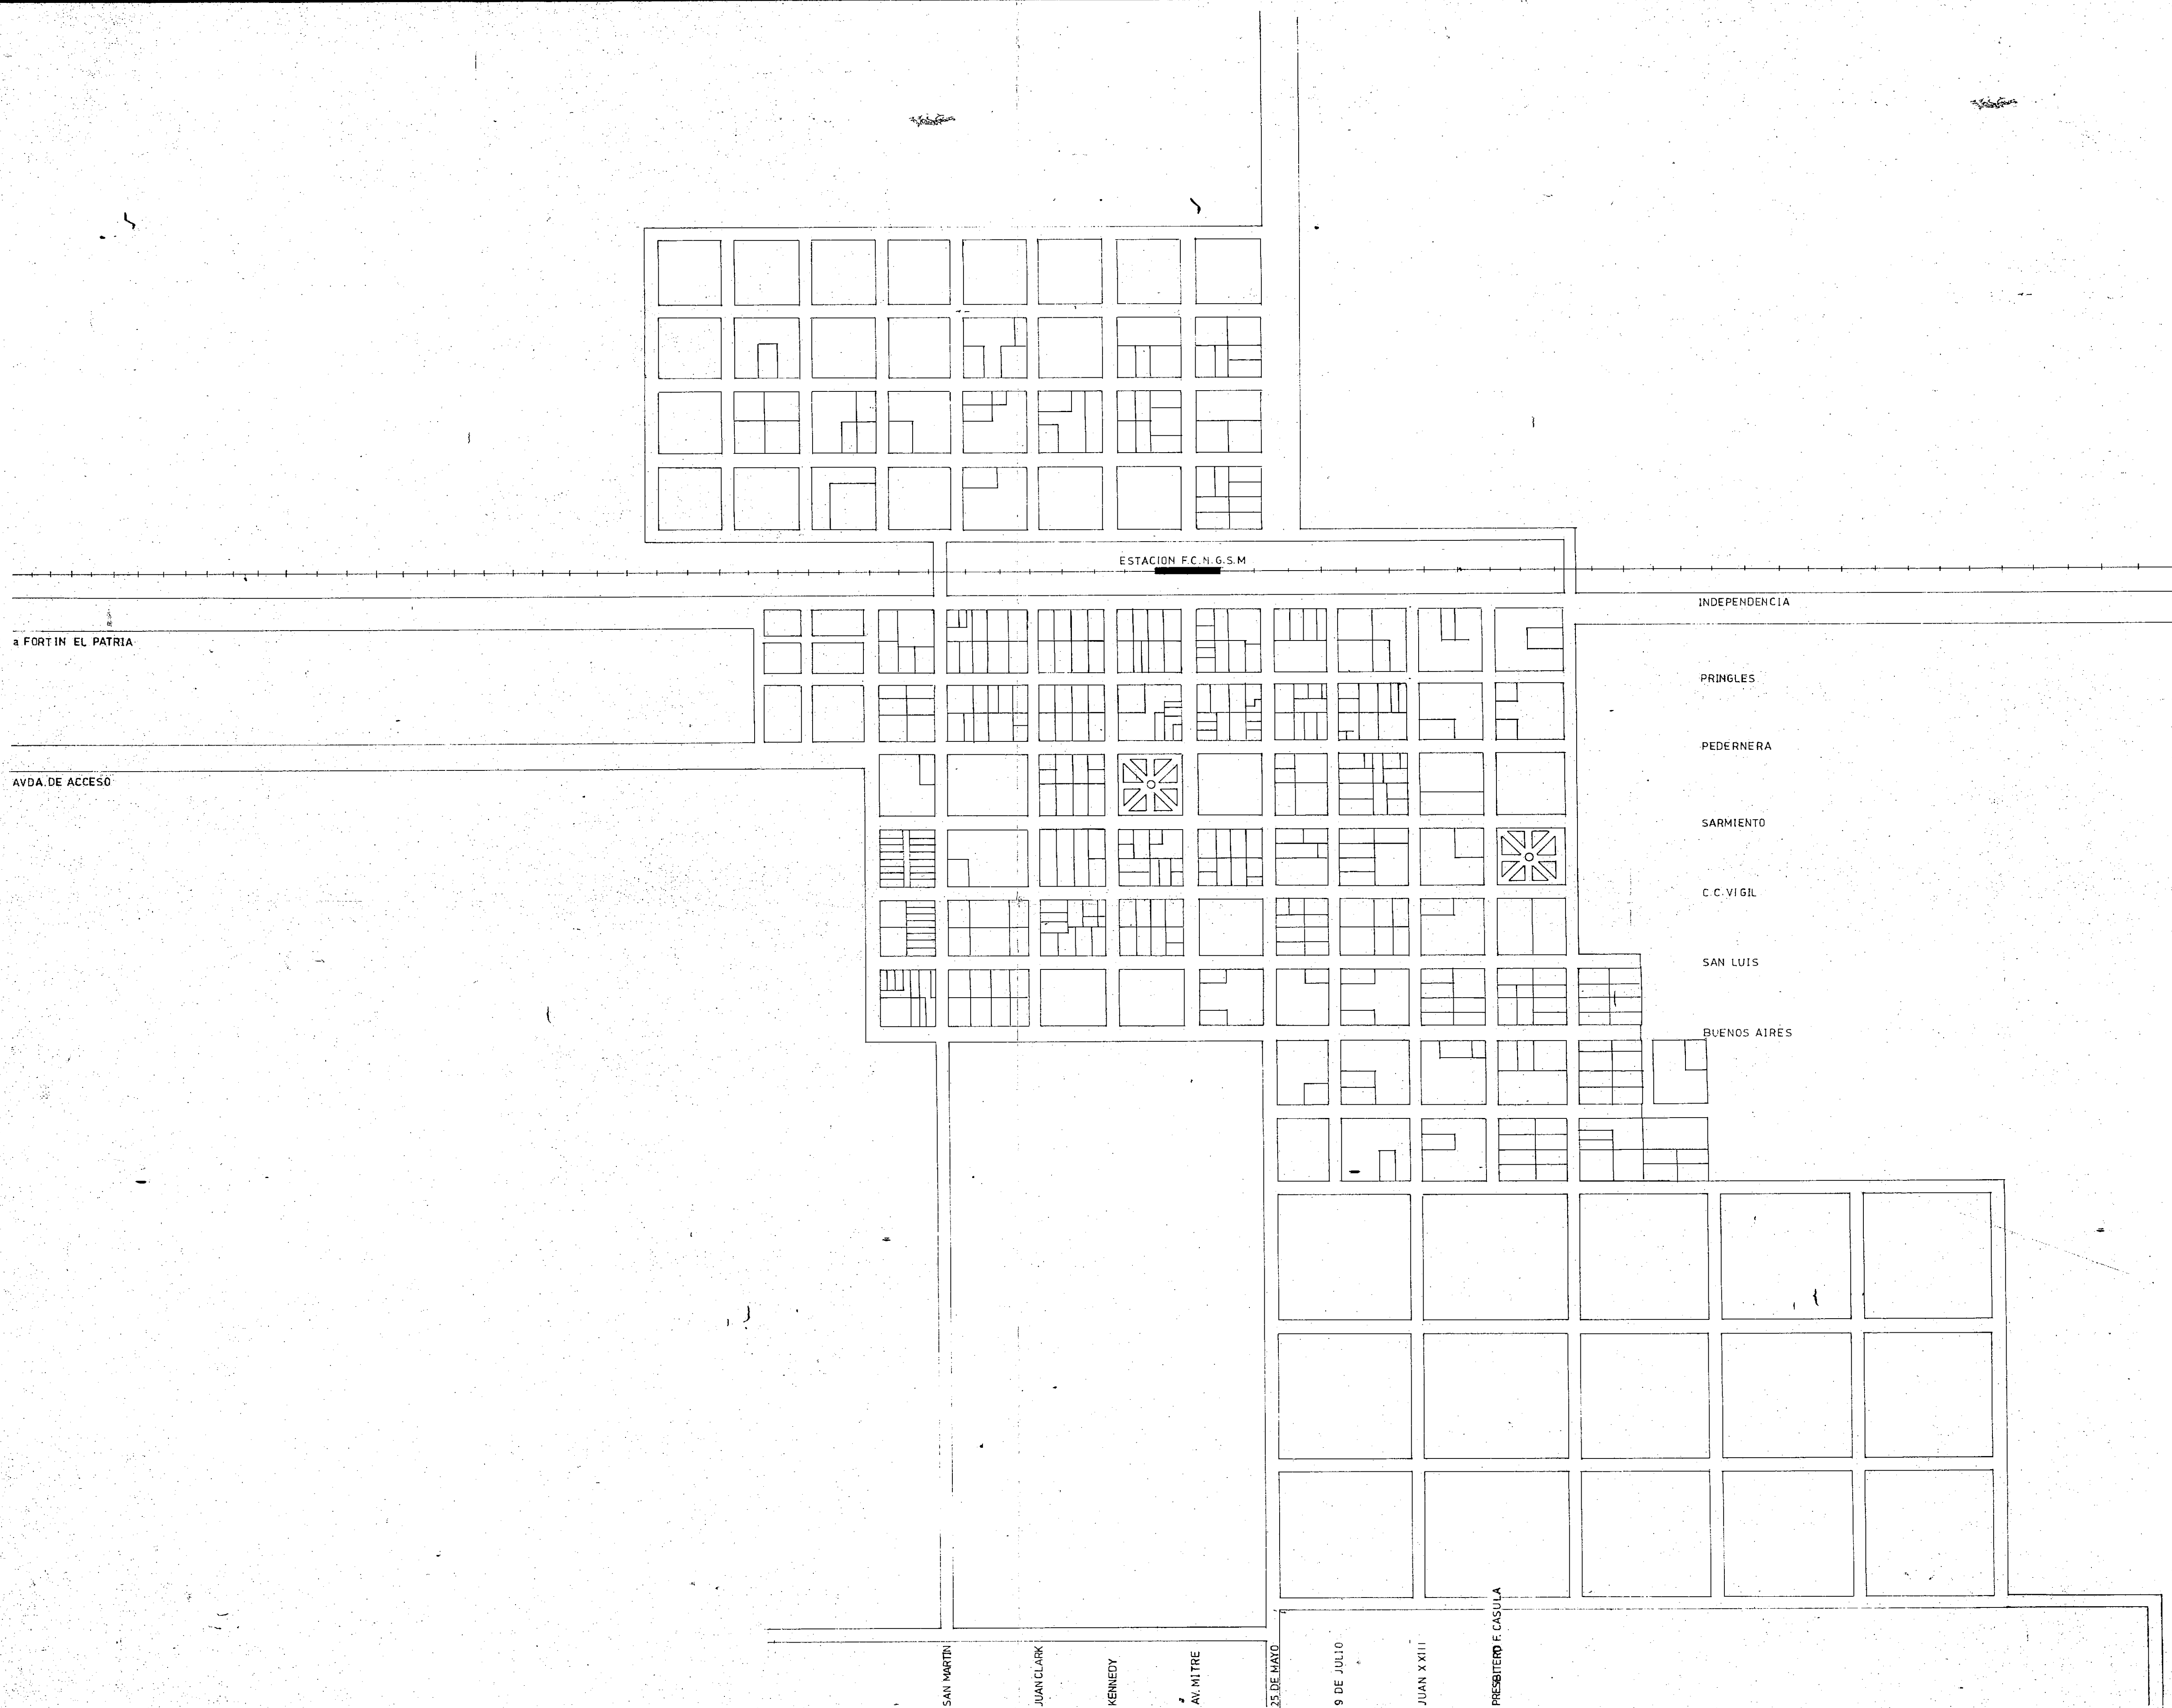 ESTACION F.C.N.G.S.M
INDEPENDENCIA
a FORTIN EL PATRIA
PRINGLES
PEDERNERA
AVDA. DE ACCESO
SARMIENTO
C.C. VIGIL
SAN LUIS
BUENOS AIRES
SAN MARTIN
JUAN CLARK
KENNEDY
AV. MITRE
25 DE MAYO
9 DE JULIO
JUAN XXIII
PRESBITERO F. CASULA